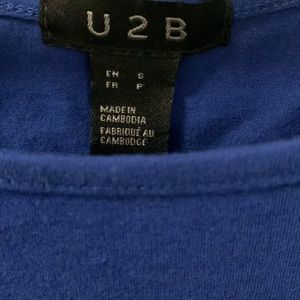 U2B
EN S
FR P
MADE IN
CAMBODIA
FABRIQUÉ AU
CAMBODGE